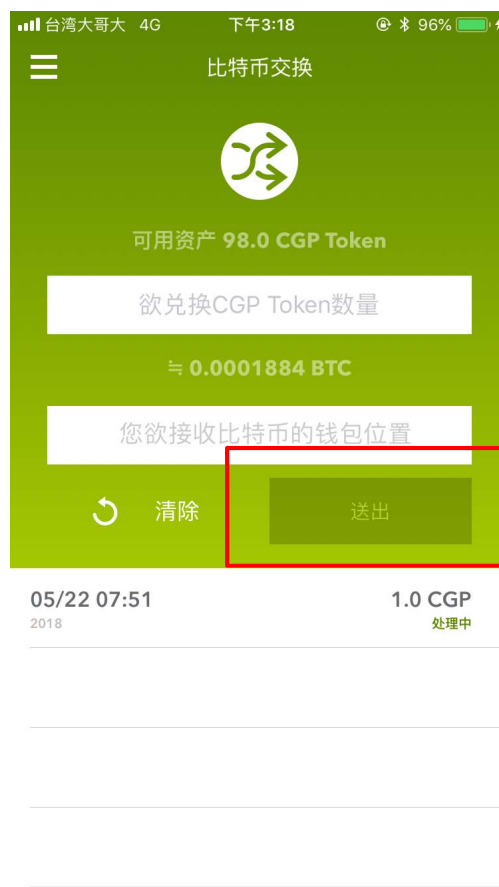 台湾大哥大 4G 下午3:18 96%
比特币交换
可用资产 98.0 CGP Token
欲兑换CGP Token数量
≒ 0.0001884 BTC
您欲接收比特币的钱包位置
清除 送出
05/22 07:51 1.0 CGP
2018 处理中